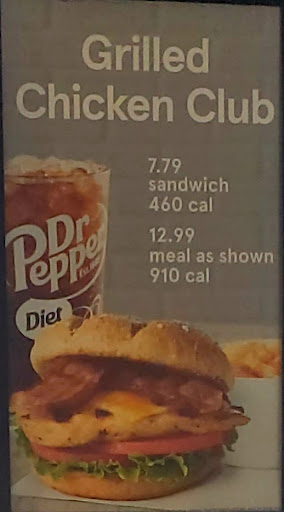 Grilled
Chicken Club
7.79
sandwich
460 cal
12.99
meal as shown
910 cal
Dr
Pepper
Diet